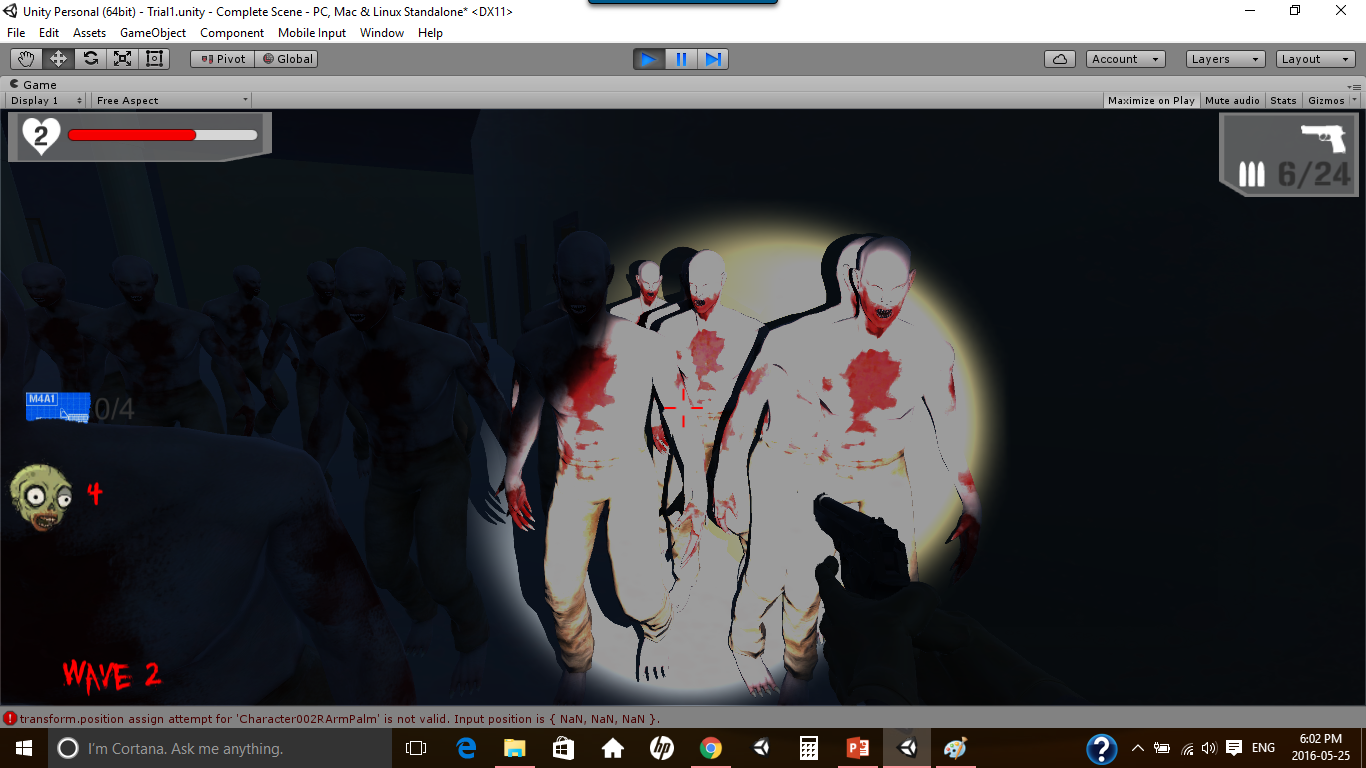 Unity Personal (64bit) - Trial1.unity - Complete Scene - PC, Mac & Linux Standalone* <DX11>
File Edit Assets GameObject Component Mobile Input Window Help
Pivot Global Account Layers Layout
Game
Display 1 Free Aspect Maximize on Play Mute audio Stats Gizmos
2
6/24
M4A1
0/4
4
WAVE 2
transform.position assign attempt for 'Character002RArmPalm' is not valid. Input position is { NaN, NaN, NaN }.
I'm Cortana. Ask me anything.
hp
ENG
6:02 PM
2016-05-25